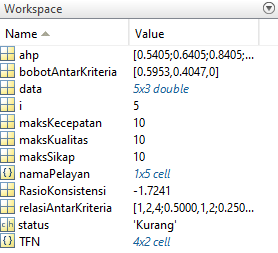 Workspace
Name Value
ahp [0.5405;0.6405;0.8405;...
bobotAntarKriteria [0.5953,0.4047,0]
data 5x3 double
i 5
maksKecepatan 10
maksKualitas 10
maksSikap 10
namaPelayan 1x5 cell
RasioKonsistensi -1.7241
relasiAntarKriteria [1,2,4;0.5000,1,2;0.250...
status 'Kurang'
TFN 4x2 cell